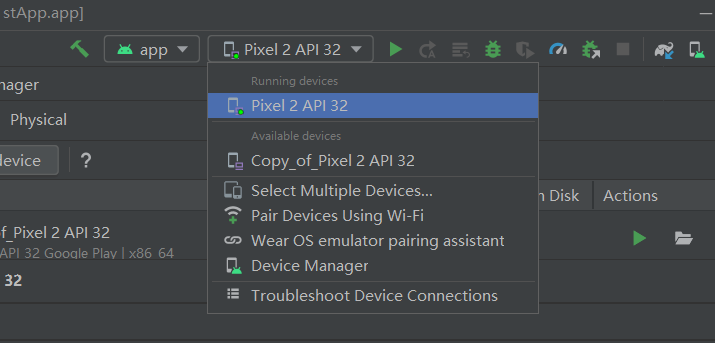 stApp.app]
app
Pixel 2 API 32
nager
Running devices
Pixel 2 API 32
Physical
Available devices
device
?
Copy_of_Pixel 2 API 32
Select Multiple Devices...
n Disk
Actions
Pair Devices Using Wi-Fi
of_Pixel 2 API 32
Wear OS emulator pairing assistant
API 32 Google Play | x86_64
Device Manager
32
Troubleshoot Device Connections